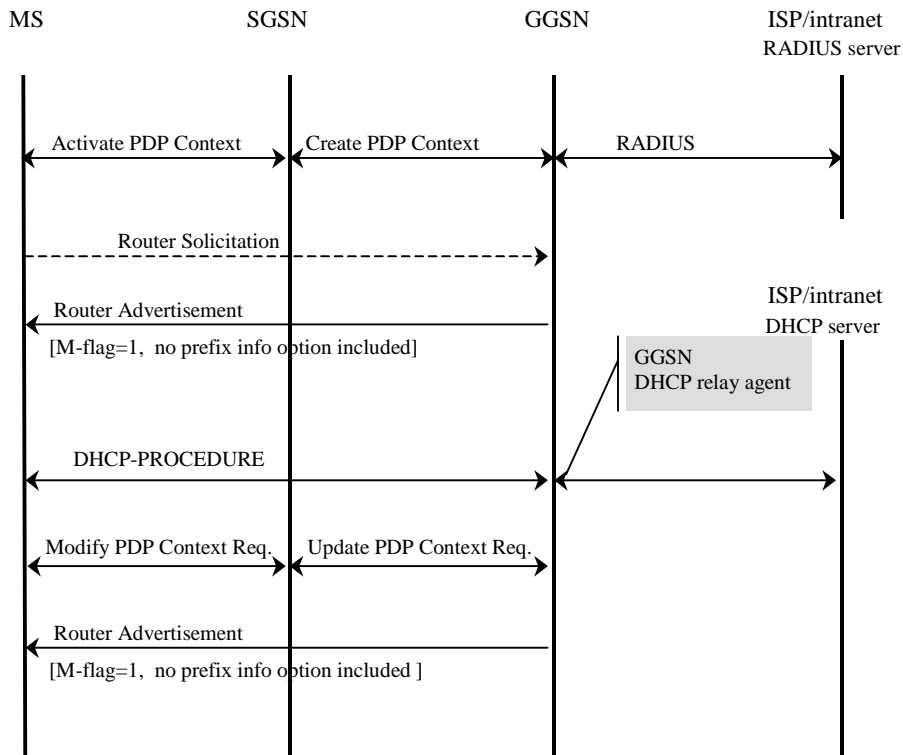 MS
SGSN
GGSN
ISP/intranet
RADIUS server
Activate PDP Context
Create PDP Context
RADIUS
Router Solicitation
Router Advertisement
[M-flag=1, no prefix info option included]
ISP/intranet
DHCP server
GGSN
DHCP relay agent
DHCP-PROCEDURE
Modify PDP Context Req.
Update PDP Context Req.
Router Advertisement
[M-flag=1, no prefix info option included ]